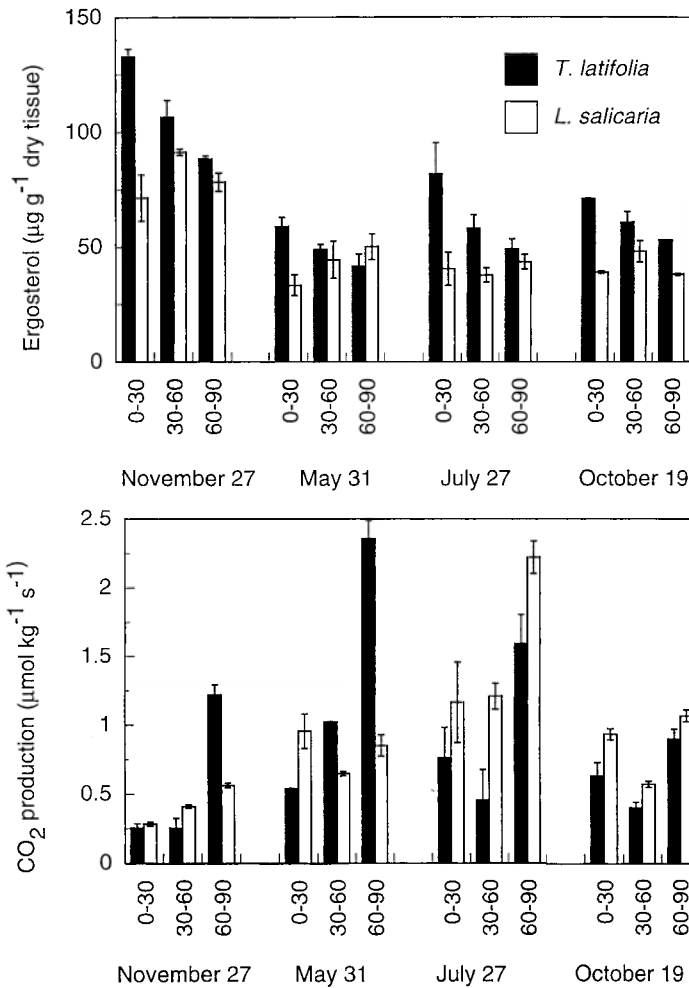 150
100
50
0
Ergosterol (µg g⁻¹ dry tissue)
T. latifolia
L. salicaria
0-30
30-60
60-90
0-30
30-60
60-90
0-30
30-60
60-90
0-30
30-60
60-90
November 27
May 31
July 27
October 19
2.5
2
1.5
1
0.5
0
CO₂ production (µmol kg⁻¹ s⁻¹)
0-30
30-60
60-90
0-30
30-60
60-90
0-30
30-60
60-90
0-30
30-60
60-90
November 27
May 31
July 27
October 19